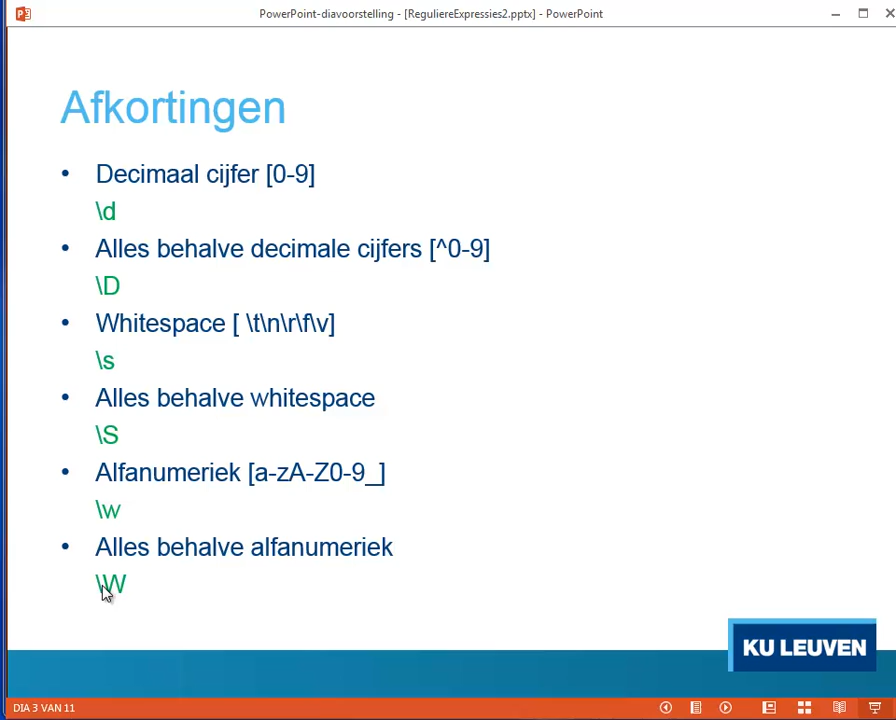 PowerPoint-diavoorstelling - [ReguliereExpressies2.pptx] - PowerPoint
Afkortingen
• Decimaal cijfer [0-9]
\d
• Alles behalve decimale cijfers [^0-9]
\D
• Whitespace [ \t\n\r\f\v]
\s
• Alles behalve whitespace
\S
• Alfanumeriek [a-zA-Z0-9_]
\w
• Alles behalve alfanumeriek
\W
KU LEUVEN
DIA 3 VAN 11